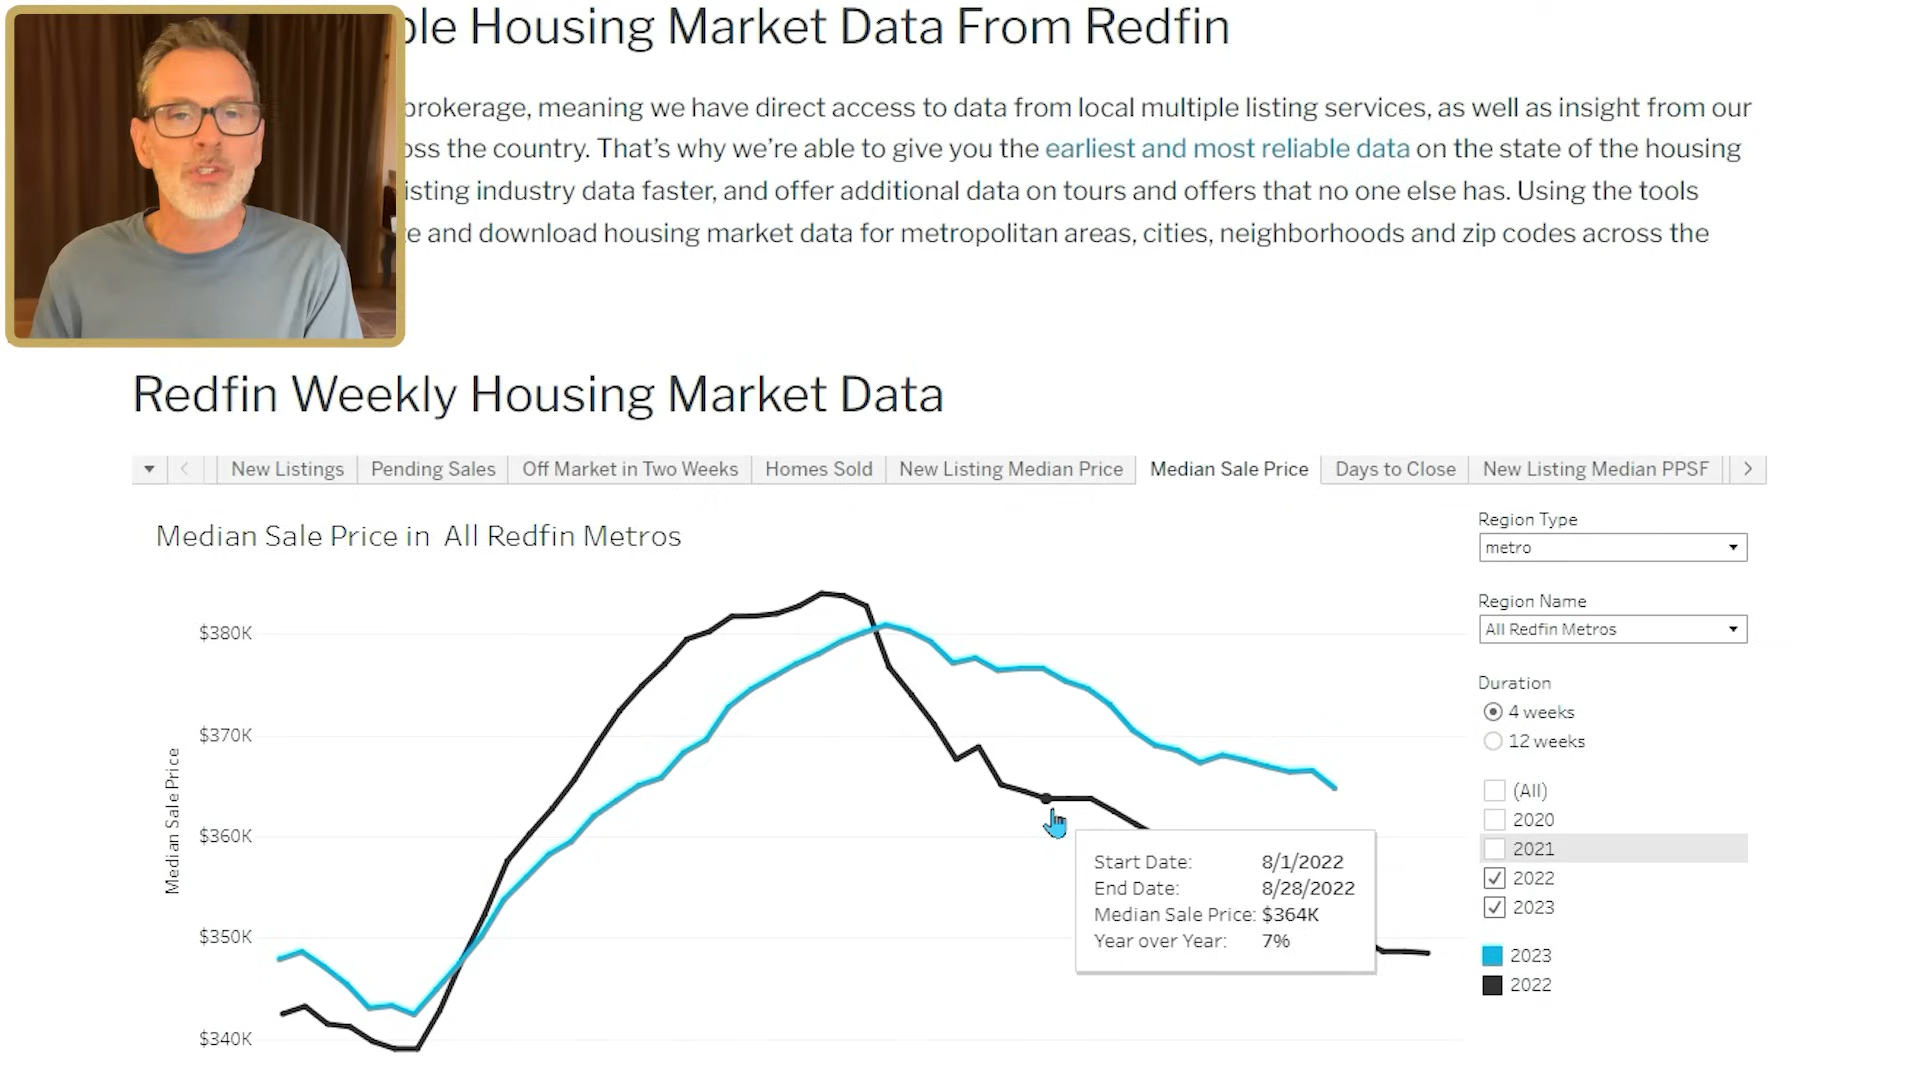 ble Housing Market Data From Redfin
brokerage, meaning we have direct access to data from local multiple listing services, as well as insight from our
oss the country. That's why we're able to give you the earliest and most reliable data on the state of the housing
isting industry data faster, and offer additional data on tours and offers that no one else has. Using the tools
e and download housing market data for metropolitan areas, cities, neighborhoods and zip codes across the
Redfin Weekly Housing Market Data
New Listings Pending Sales Off Market in Two Weeks Homes Sold New Listing Median Price Median Sale Price Days to Close New Listing Median PPSF
Median Sale Price in All Redfin Metros
$380K
$370K
$360K
$350K
$340K
Median Sale Price
Start Date: 8/1/2022
End Date: 8/28/2022
Median Sale Price: $364K
Year over Year: 7%
Region Type
metro
Region Name
All Redfin Metros
Duration
4 weeks
12 weeks
(All)
2020
2021
2022
2023
2023
2022